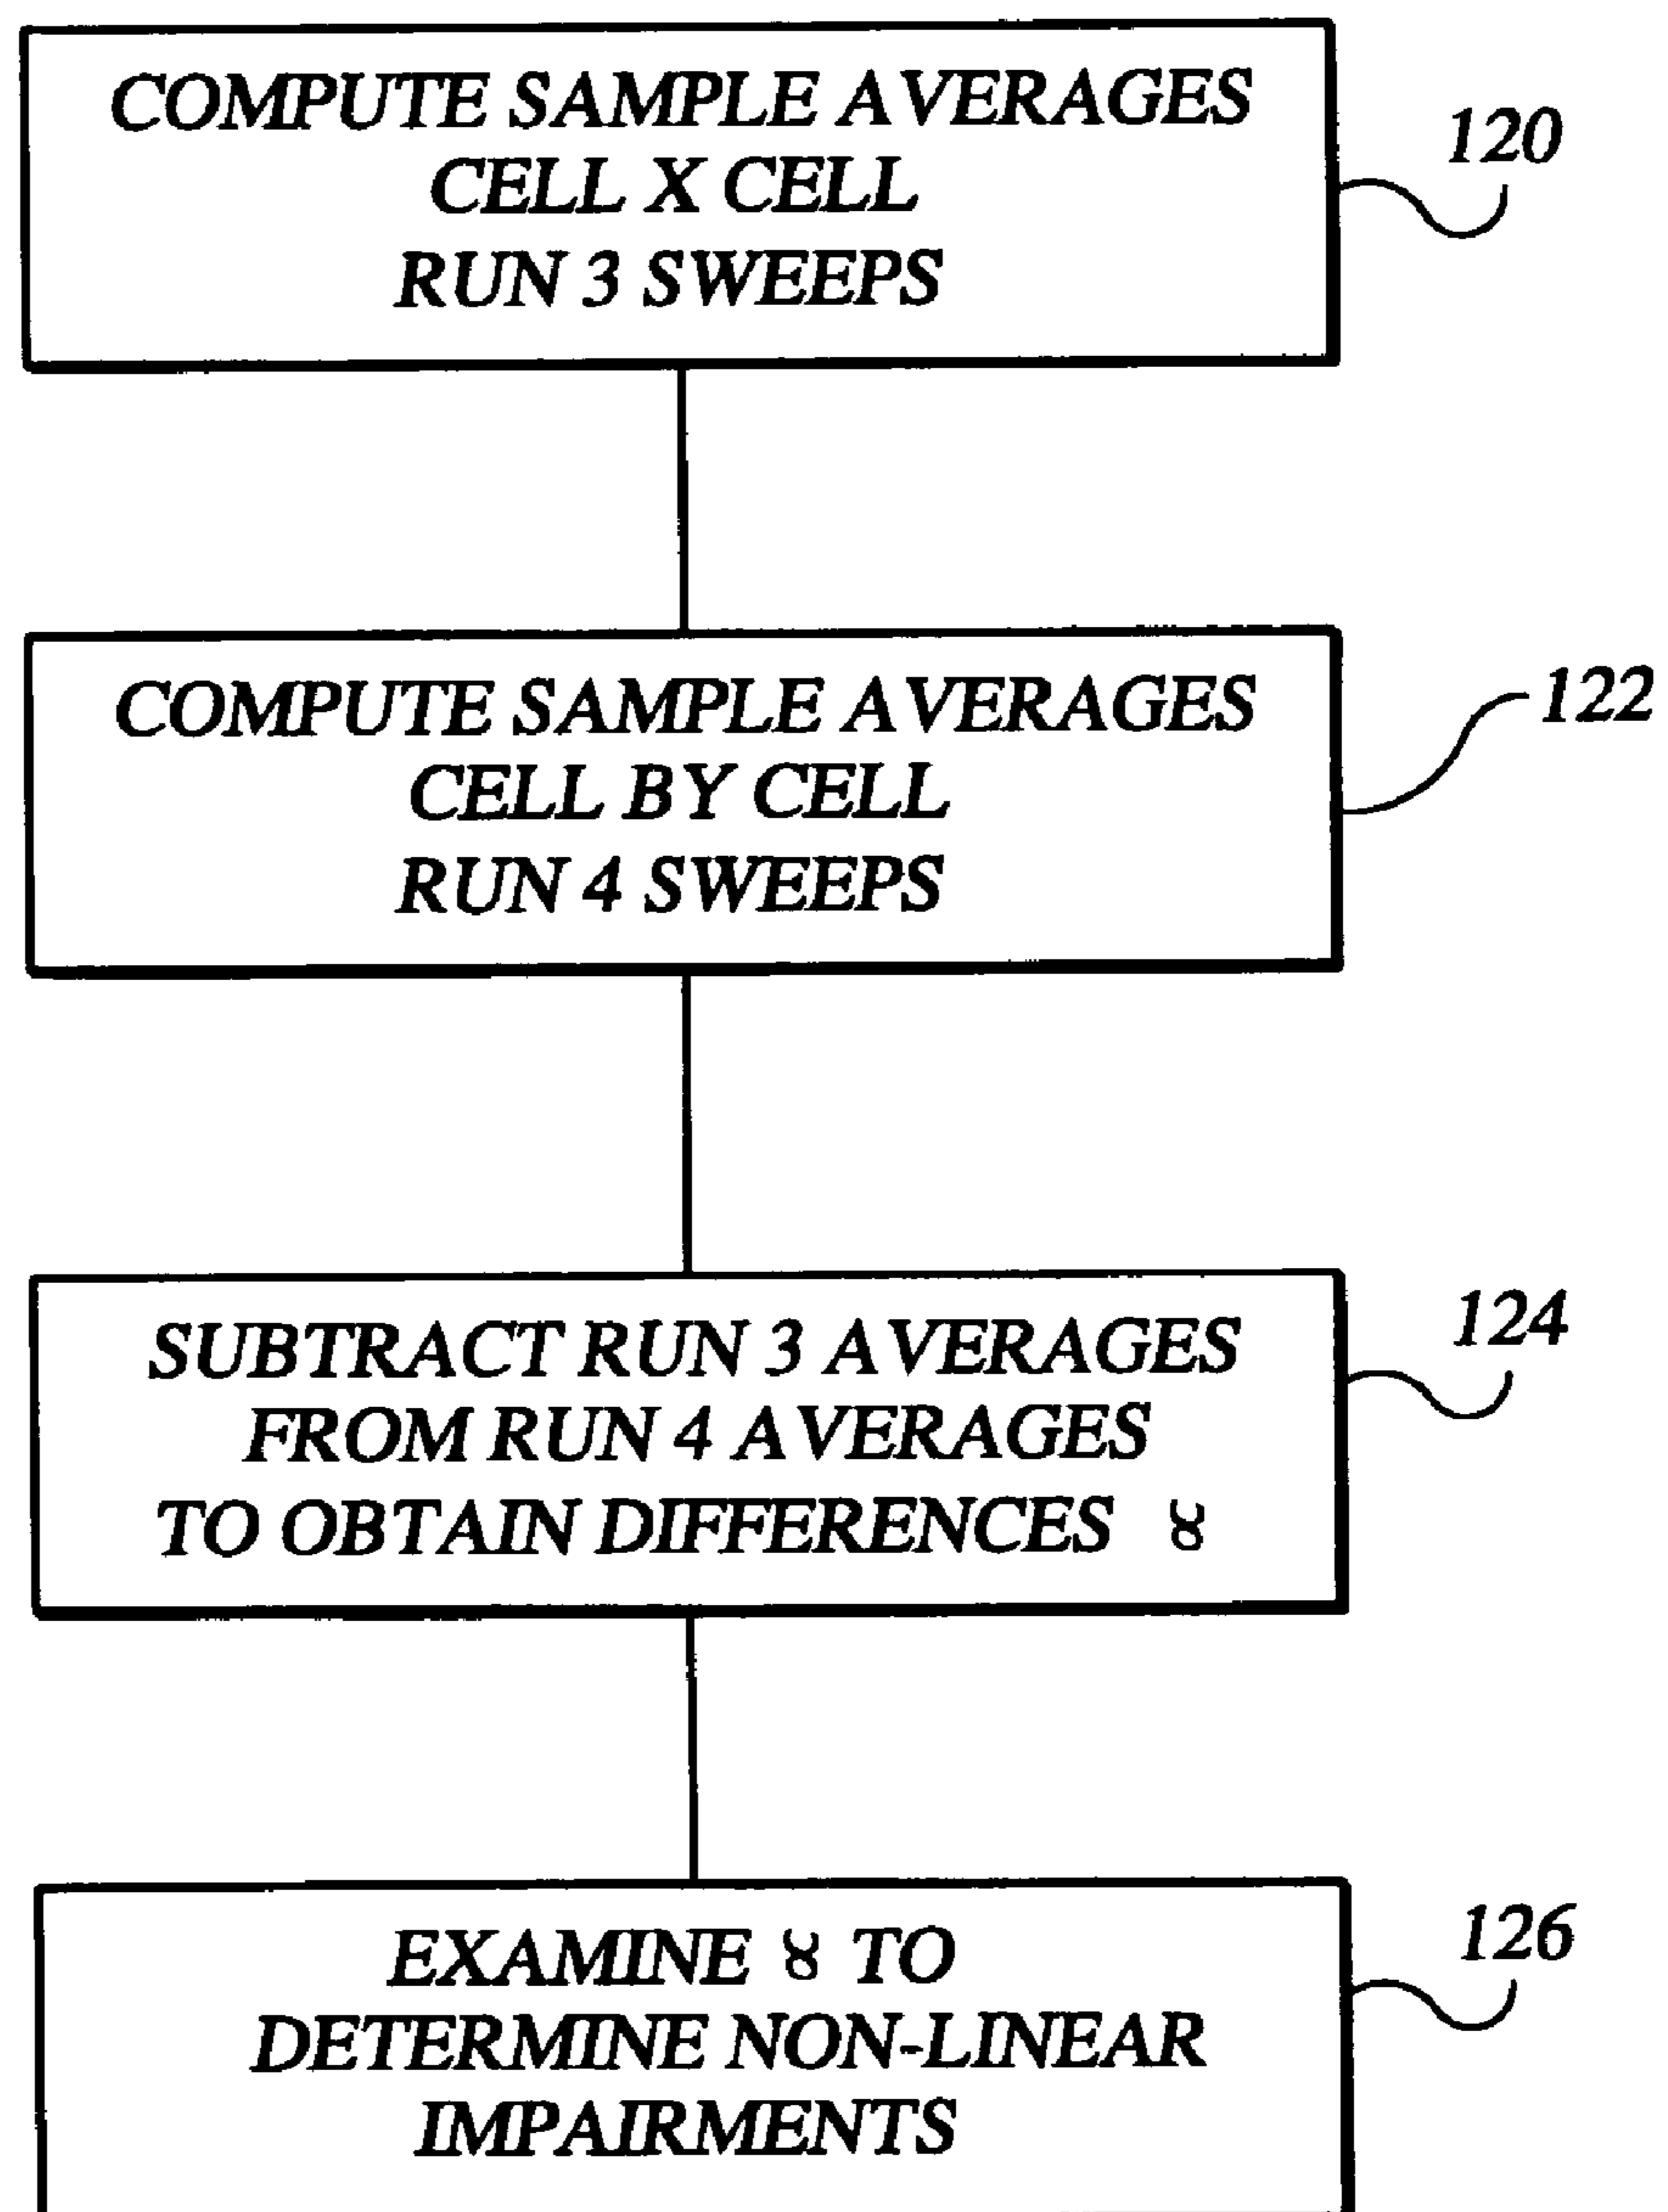 COMPUTE SAMPLE AVERAGES
CELL X CELL
RUN 3 SWEEPS
120
COMPUTE SAMPLE AVERAGES
CELL BY CELL
RUN 4 SWEEPS
122
SUBTRACT RUN 3 AVERAGES
FROM RUN 4 AVERAGES
TO OBTAIN DIFFERENCES ४
124
EXAMINE ४ TO
DETERMINE NON-LINEAR
IMPAIRMENTS
126